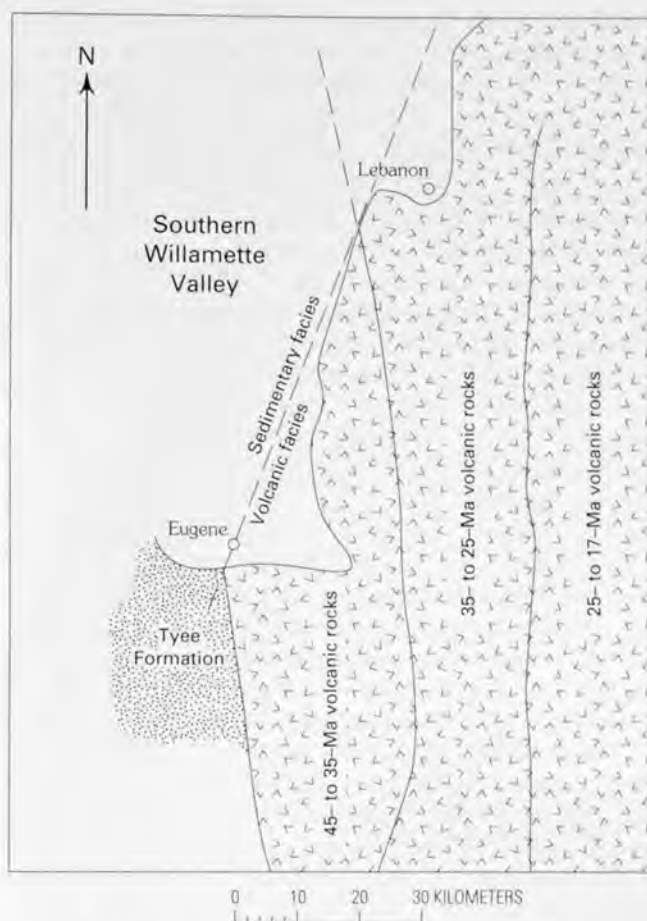 N
Lebanon
Southern
Willamette
Valley
Sedimentary facies
Volcanic facies
35– to 25–Ma volcanic rocks
25– to 17–Ma volcanic rocks
Eugene
Tyee
Formation
45– to 35–Ma volcanic rocks
0 10 20 30 KILOMETERS